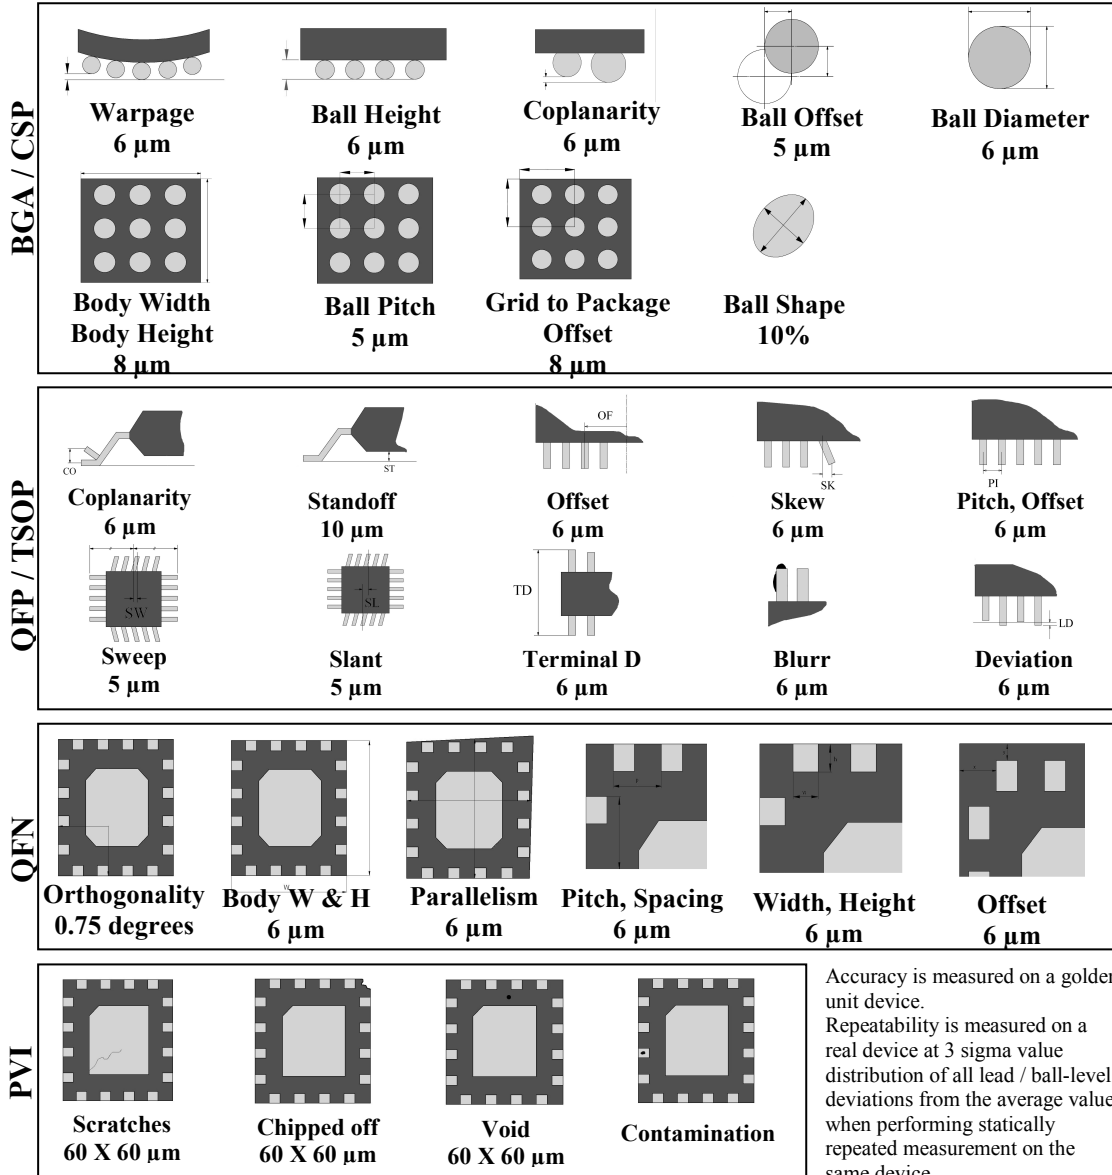 BGA / CSP
Warpage
6 µm
Ball Height
6 µm
Coplanarity
6 µm
Ball Offset
5 µm
Ball Diameter
6 µm
Body Width
Body Height
8 µm
Ball Pitch
5 µm
Grid to Package
Offset
8 µm
Ball Shape
10%
QFP / TSOP
CO
Coplanarity
6 µm
ST
Standoff
10 µm
OF
Offset
6 µm
SK
Skew
6 µm
PI
Pitch, Offset
6 µm
SW
Sweep
5 µm
SL
Slant
5 µm
TD
Terminal D
6 µm
Blurr
6 µm
LD
Deviation
6 µm
QFN
Orthogonality
0.75 degrees
W
Body W & H
6 µm
Parallelism
6 µm
Pitch, Spacing
6 µm
Width, Height
6 µm
Offset
6 µm
PVI
Scratches
60 X 60 µm
Chipped off
60 X 60 µm
Void
60 X 60 µm
Contamination
Accuracy is measured on a golden
unit device.
Repeatability is measured on a
real device at 3 sigma value
distribution of all lead / ball-level
deviations from the average value
when performing statically
repeated measurement on the
same device